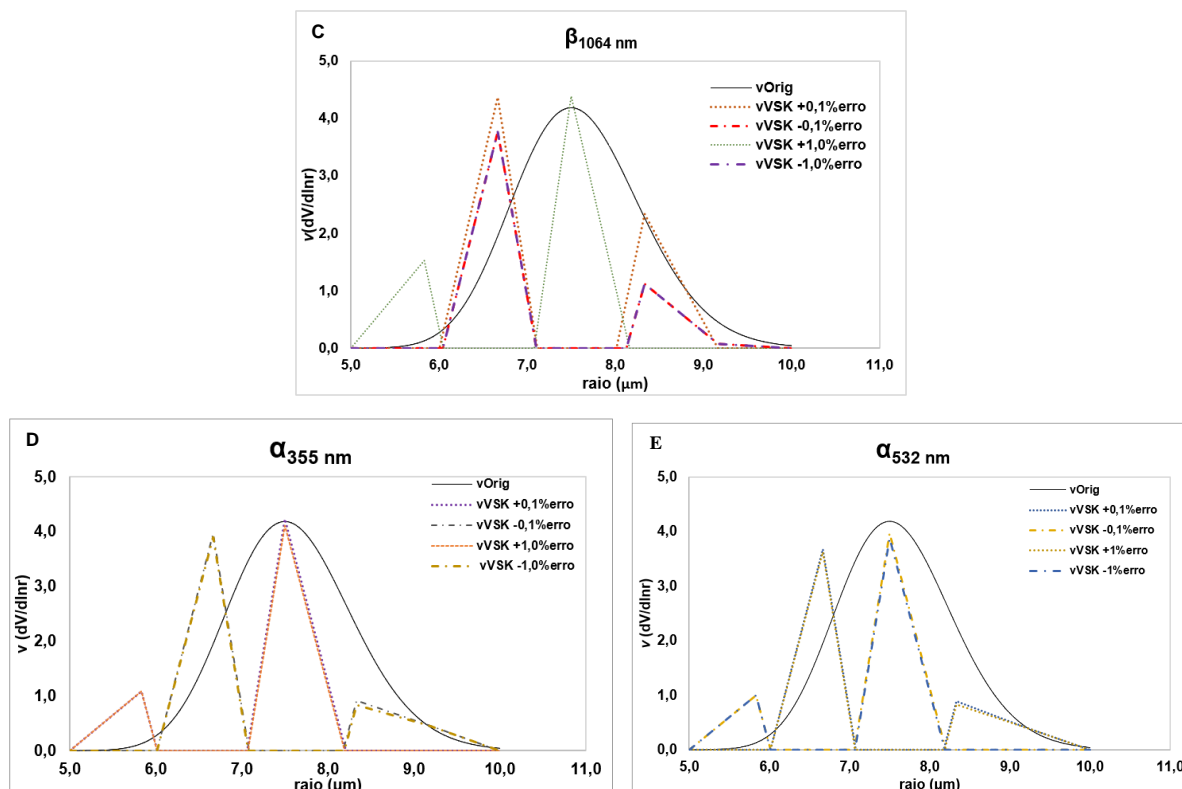 C
β1064 nm
5,0
4,0
3,0
2,0
1,0
0,0
v(dV/dlnr)
vOrig
vVSK +0,1%erro
vVSK -0,1%erro
vVSK +1,0%erro
vVSK -1,0%erro
5,0 6,0 7,0 8,0 9,0 10,0 11,0
raio (μm)
D
α355 nm
5,0
4,0
3,0
2,0
1,0
0,0
v (dV/dlnr)
vOrig
vVSK +0,1%erro
vVSK -0,1%erro
vVSK +1,0%erro
vVSK -1,0%erro
5,0 6,0 7,0 8,0 9,0 10,0 11,0
raio (μm)
E
α532 nm
5,0
4,0
3,0
2,0
1,0
0,0
v (dV/dlnr)
vOrig
vVSK +0,1%erro
vVSK -0,1%erro
vVSK +1%erro
vVSK -1%erro
5,0 6,0 7,0 8,0 9,0 10,0 11,0
raio (μm)